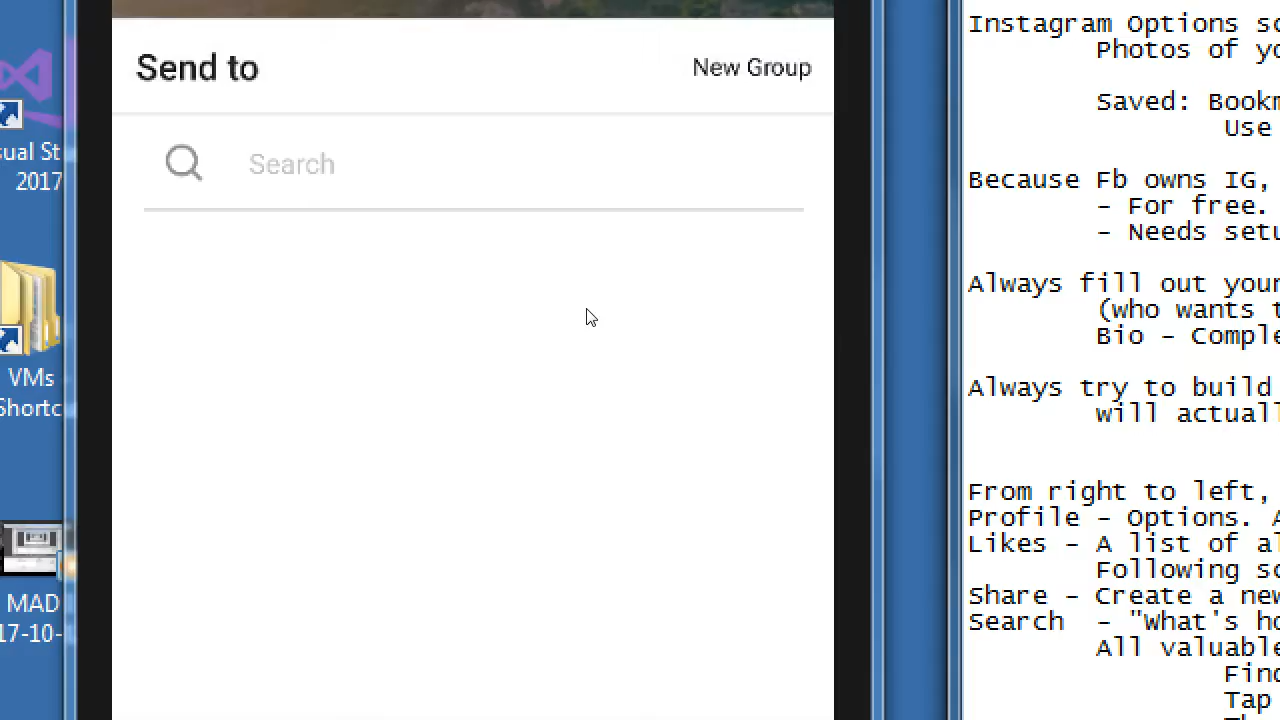 Send to
New Group
Search
sual St
2017
VMs
Shortc
MAD
17-10-
Instagram Options sc
Photos of yo
Saved: Bookm
Use
Because Fb owns IG,
- For free.
- Needs setu
Always fill out your
(who wants t
Bio - Comple
Always try to build
will actuall
From right to left,
Profile - Options. A
Likes - A list of al
Following sc
Share - Create a new
Search - "What's ho
All valuable
Find
Tap